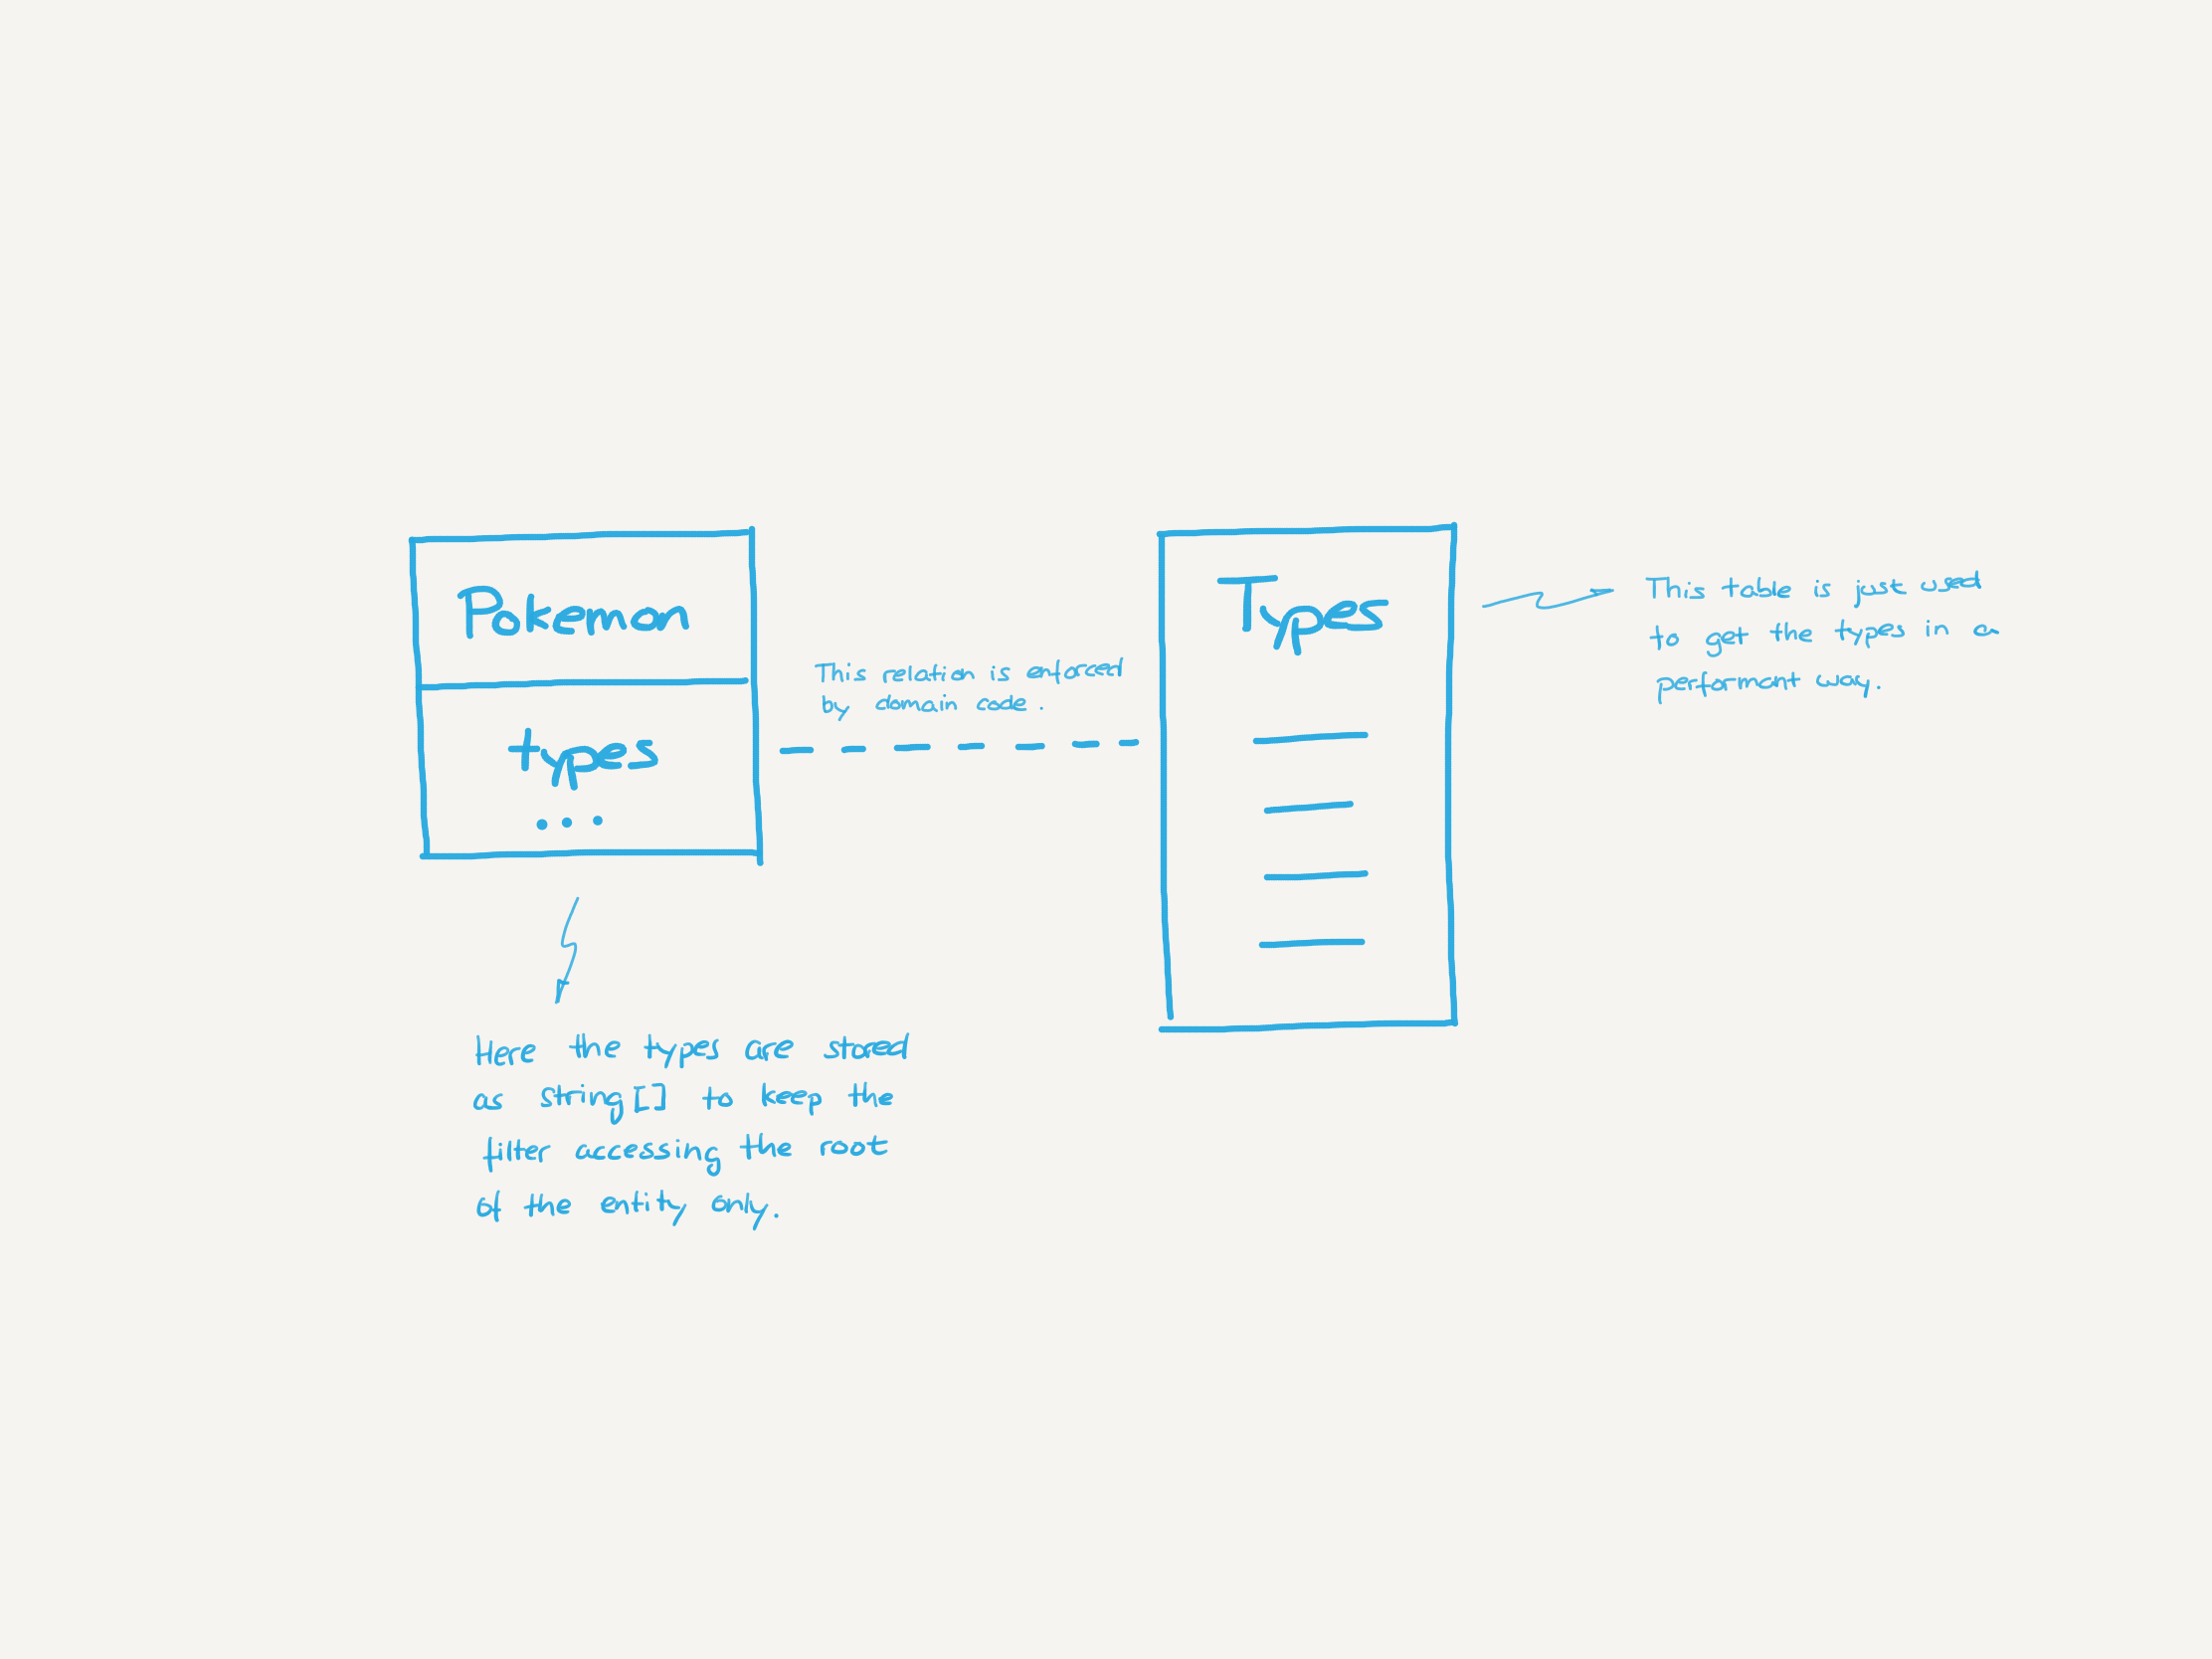 Pokemon
types
...
This relation is enforced
by domain code.
Types
This table is just used
to get the types in a
performant way.
Here the types are stored
as string[] to keep the
filter accessing the root
of the entity only.